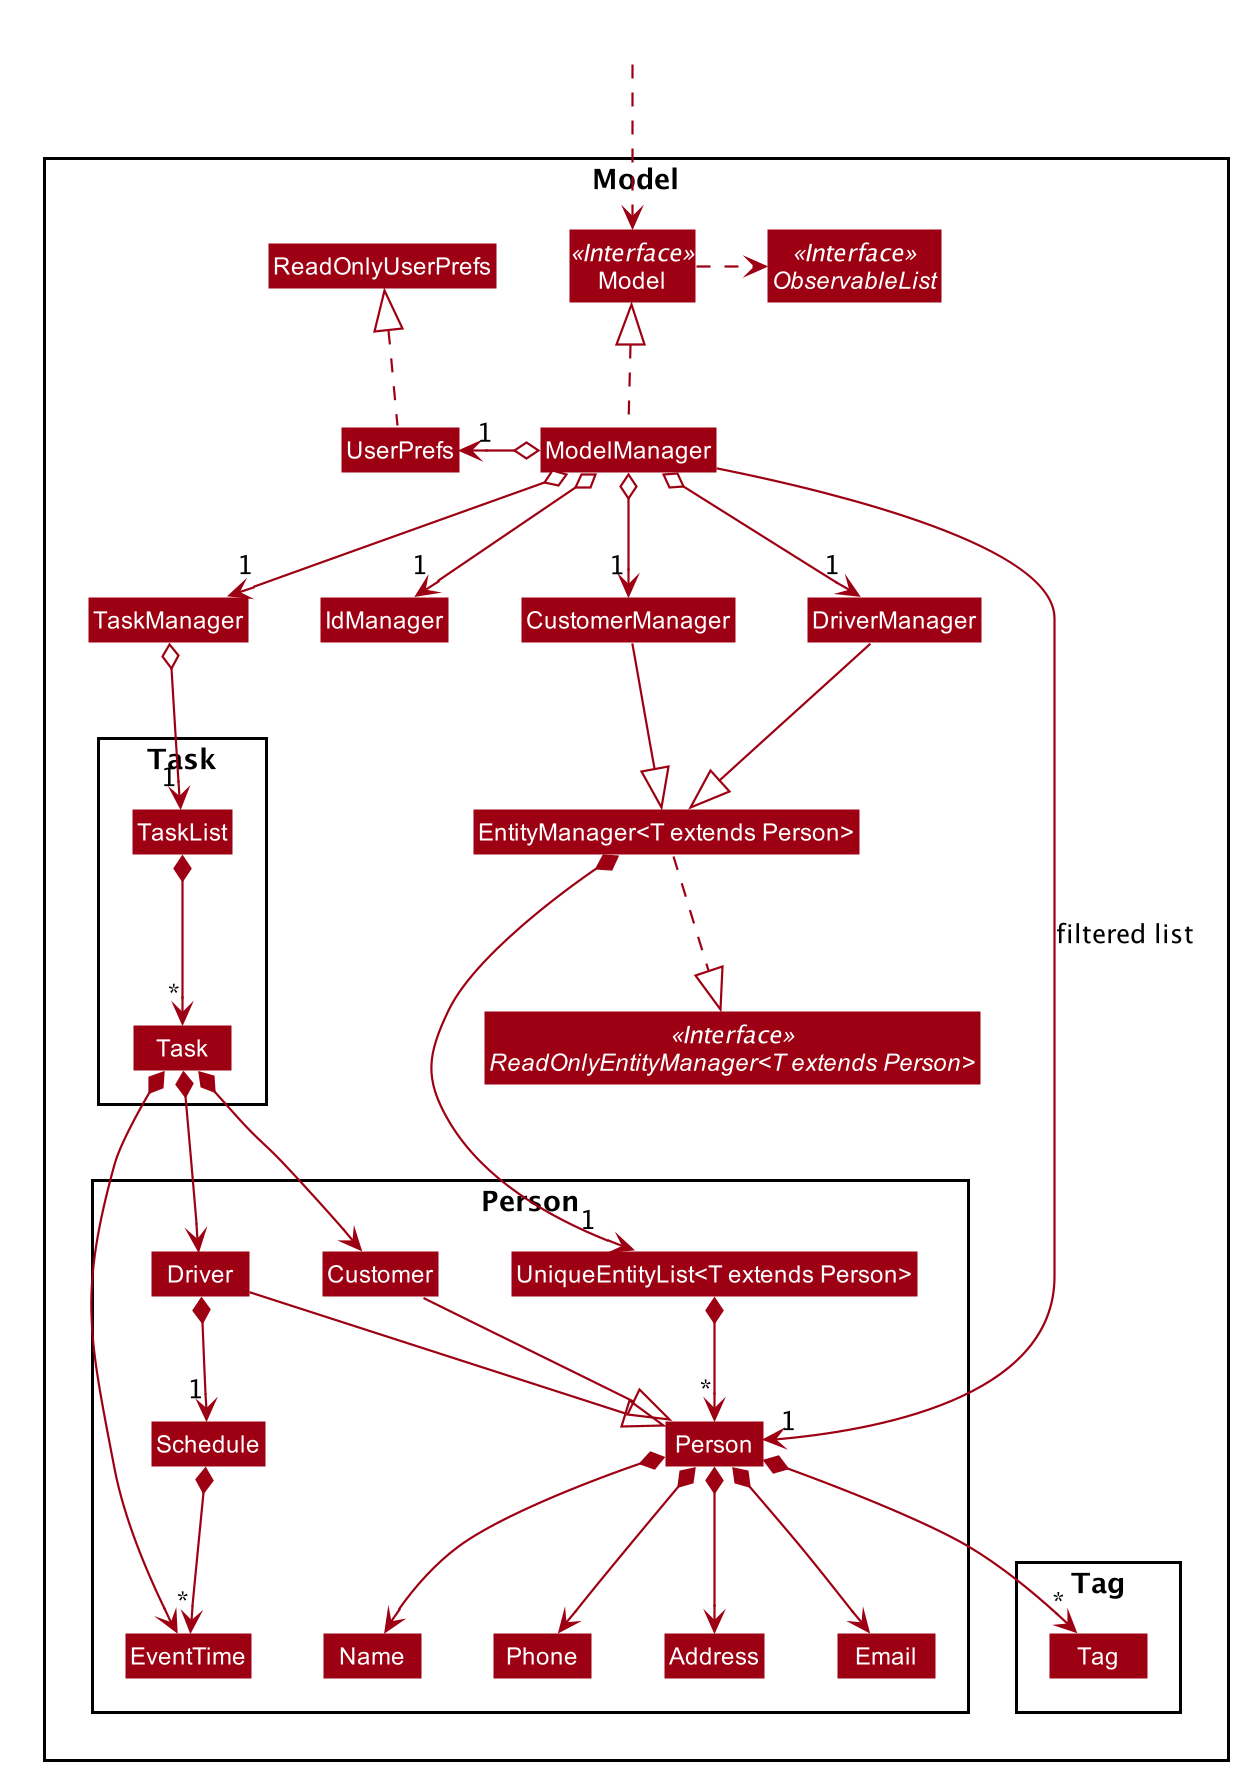 Model
«Interface»
Model
«Interface»
ObservableList
ReadOnlyUserPrefs
UserPrefs
1
ModelManager
1
1
1
1
TaskManager
IdManager
CustomerManager
DriverManager
Task
1
TaskList
EntityManager<T extends Person>
filtered list
*
Task
«Interface»
ReadOnlyEntityManager<T extends Person>
Person
1
Driver
Customer
UniqueEntityList<T extends Person>
1
*
1
Schedule
Person
Tag
*
*
EventTime
Name
Phone
Address
Email
Tag